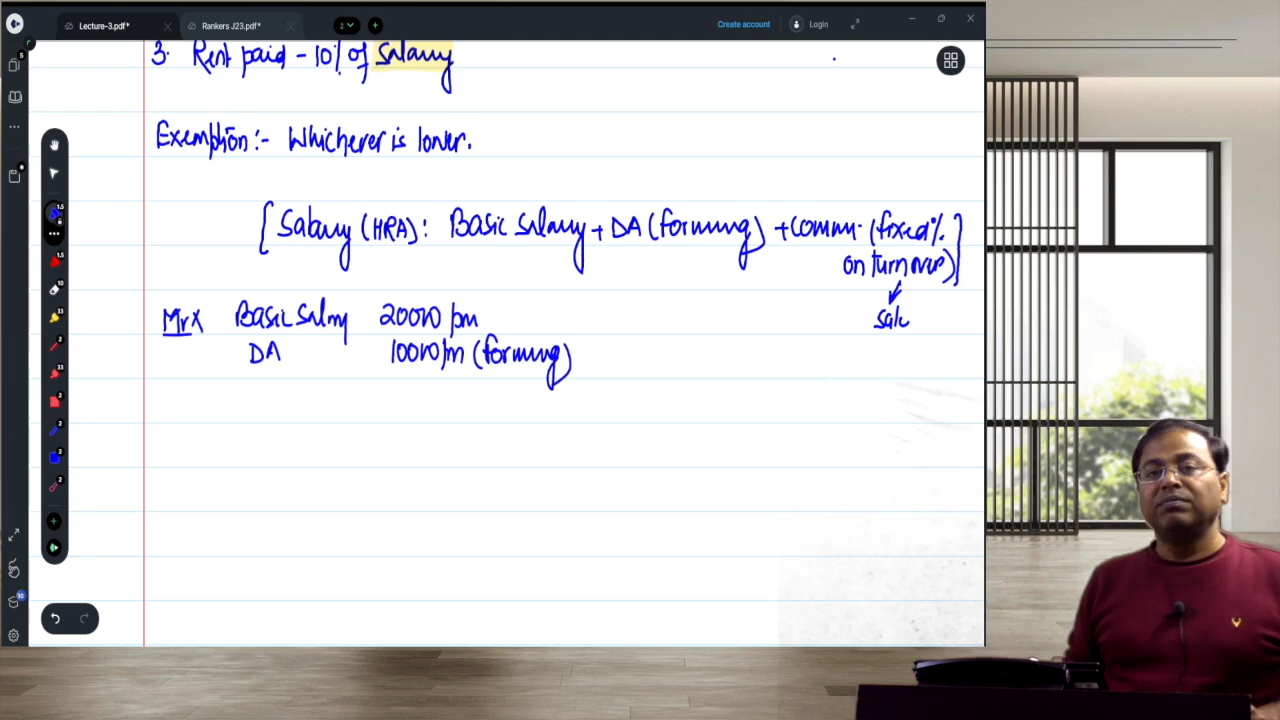 Lecture-3.pdf*
Rankers J23.pdf*
2
Create account
Login
3. Rent paid - 10% of Salary
Exemption :- Whichever is lower.
[Salary (HRA) : Basic Salary + DA (forming) + Comm. (fixed %
on turnover)]
sale
Mr X Basic Salary 20000 pm
DA 10000 pm (forming)